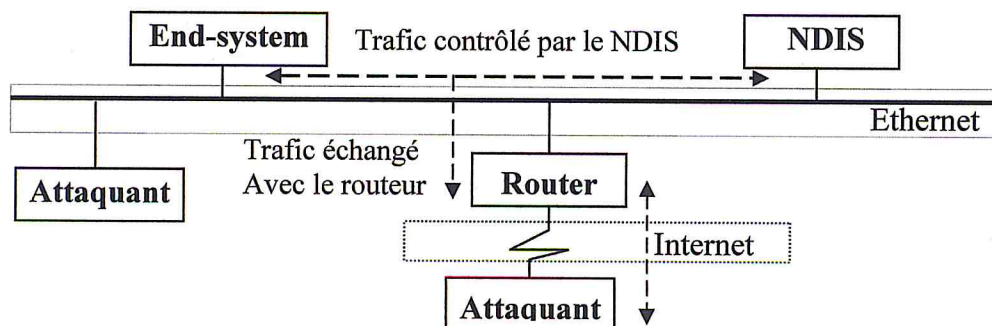 End-system
Trafic contrôlé par le NDIS
NDIS
Ethernet
Trafic échangé
Avec le routeur
Attaquant
Router
Internet
Attaquant